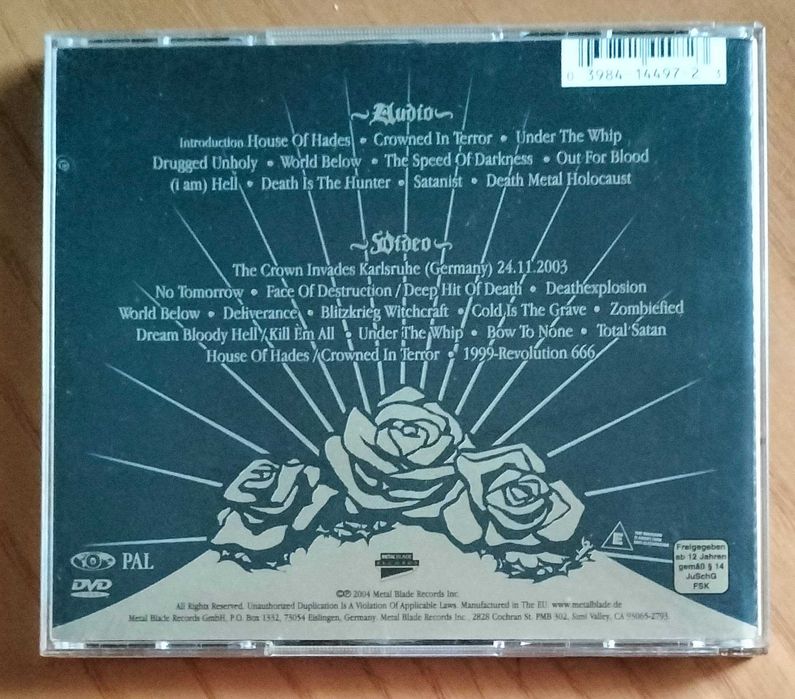 0 3984-14497-2 3
~Audio~
Introduction House Of Hades • Crowned In Terror • Under The Whip
Drugged Unholy • World Below • The Speed Of Darkness • Out For Blood
(i am) Hell • Death Is The Hunter • Satanist • Death Metal Holocaust
~Video~
The Crown Invades Karlsruhe (Germany) 24.11.2003
No Tomorrow • Face Of Destruction / Deep Hit Of Death • Deathexplosion
World Below • Deliverance • Blitzkrieg Witchcraft • Cold Is The Grave • Zombiefied
Dream Bloody Hell / Kill Em All • Under The Whip • Bow To None • Total Satan
House Of Hades / Crowned In Terror • 1999-Revolution 666
E
PAL
DVD
VIDEO
METAL BLADE
RECORDS
Freigegeben
ab 12 Jahren
gemäß § 14
JuSchG
FSK
©℗ 2004 Metal Blade Records Inc.
All Rights Reserved. Unauthorized Duplication Is A Violation Of Applicable Laws. Manufactured in The EU. www.metalblade.de
Metal Blade Records GmbH, P.O. Box 1332, 73054 Eislingen, Germany. Metal Blade Records Inc., 2828 Cochran St. PMB 302, Simi Valley, CA 93065-2793